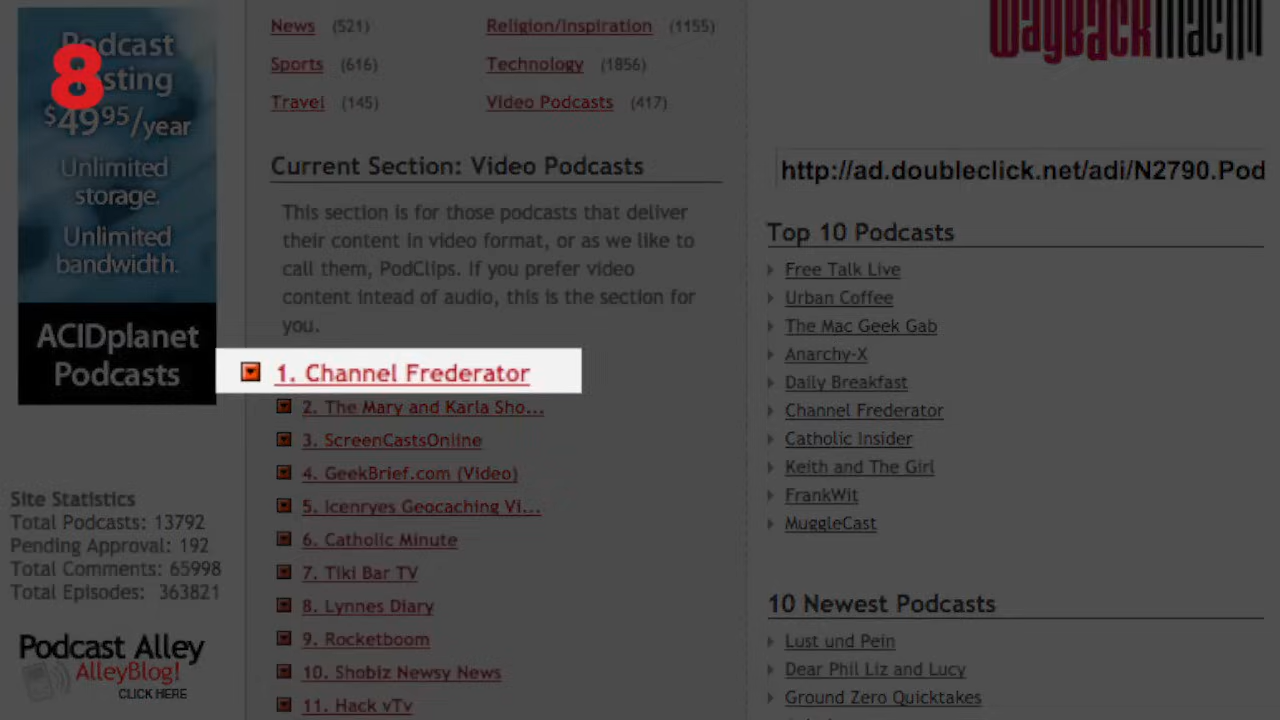 8
Podcast
Hosting
$49.95/year
Unlimited
storage.
Unlimited
bandwidth.
ACIDplanet
Podcasts
Site Statistics
Total Podcasts: 13792
Pending Approval: 192
Total Comments: 65998
Total Episodes: 363821
Podcast Alley
AlleyBlog!
CLICK HERE
News (521) Religion/Inspiration (1155)
Sports (616) Technology (1856)
Travel (145) Video Podcasts (417)
Current Section: Video Podcasts
This section is for those podcasts that deliver
their content in video format, or as we like to
call them, PodClips. If you prefer video
content intead of audio, this is the section for
you.
1. Channel Frederator
2. The Mary and Karla Sho...
3. ScreenCastsOnline
4. GeekBrief.com (Video)
5. Icenryes Geocaching Vi...
6. Catholic Minute
7. Tiki Bar TV
8. Lynnes Diary
9. Rocketboom
10. Shobiz Newsy News
11. Hack vTv
WayBackMachin
http://ad.doubleclick.net/adi/N2790.Pod
Top 10 Podcasts
Free Talk Live
Urban Coffee
The Mac Geek Gab
Anarchy-X
Daily Breakfast
Channel Frederator
Catholic Insider
Keith and The Girl
FrankWit
MuggleCast
10 Newest Podcasts
Lust und Pein
Dear Phil Liz and Lucy
Ground Zero Quicktakes